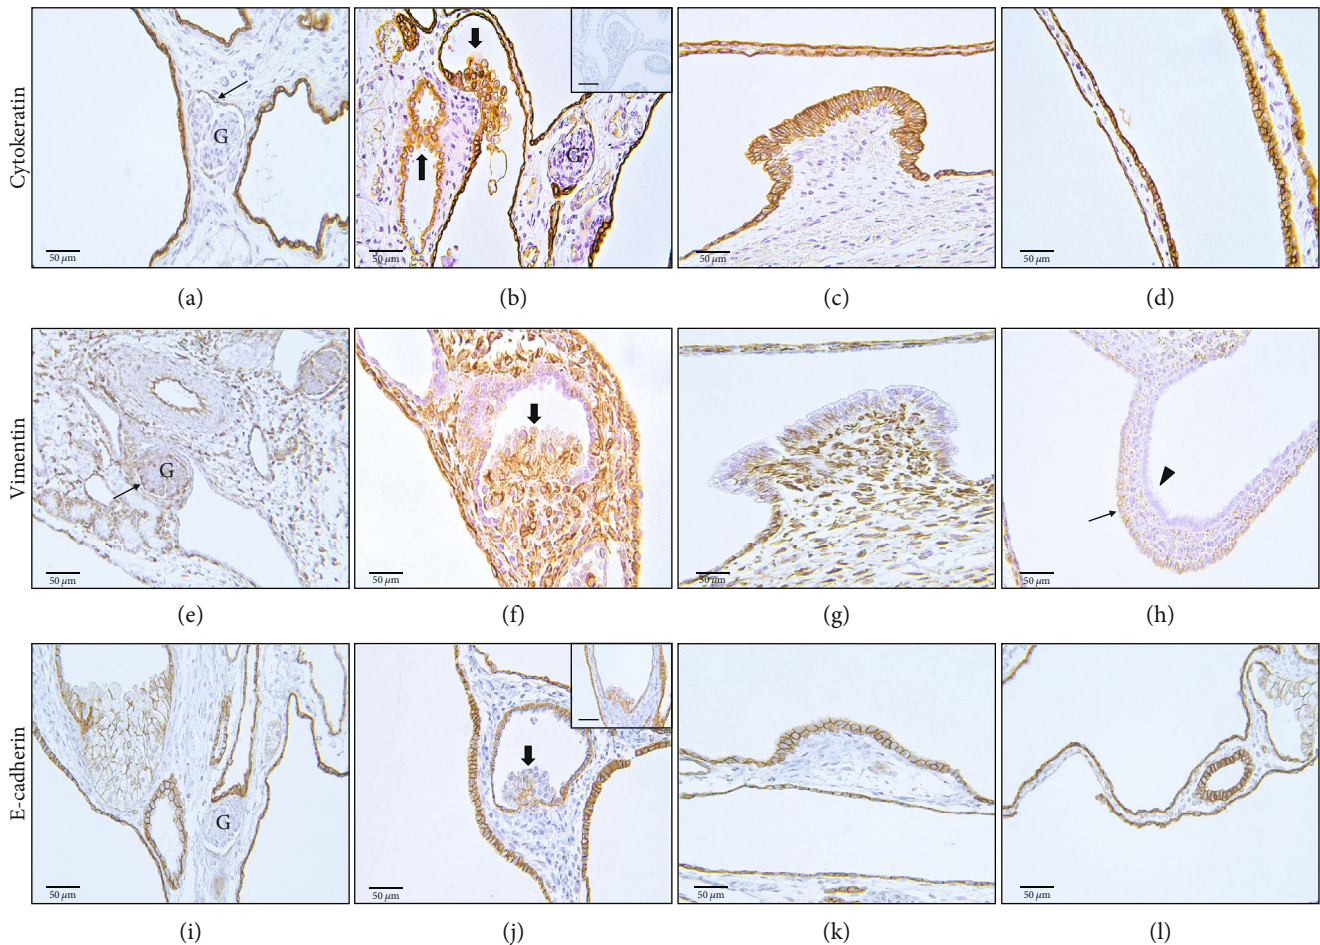 Cytokeratin
G
50 μm
G
50 μm
50 μm
50 μm
(a)
(b)
(c)
(d)
Vimentin
G
50 μm
50 μm
50 μm
50 μm
(e)
(f)
(g)
(h)
E-cadherin
G
50 μm
50 μm
50 μm
50 μm
(i)
(j)
(k)
(l)